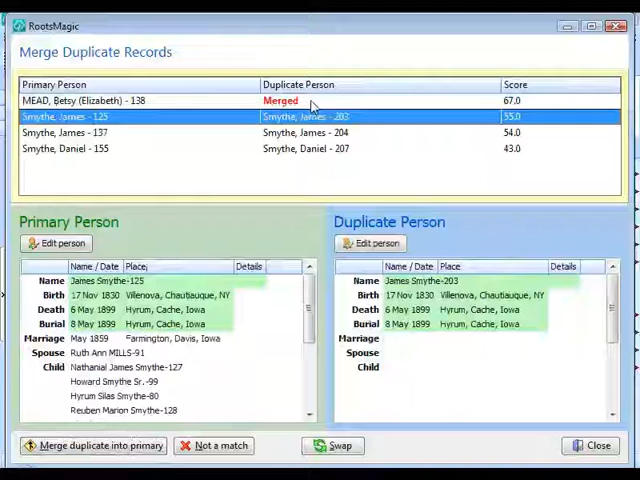 RootsMagic
Merge Duplicate Records
Primary Person Duplicate Person Score
MEAD, Betsy (Elizabeth) - 138 Merged 67.0
Smythe, James - 125 Smythe, James - 203 55.0
Smythe, James - 137 Smythe, James - 204 54.0
Smythe, Daniel - 155 Smythe, Daniel - 207 43.0
Primary Person
Edit person
Name / Date Place Details
Name James Smythe-125
Birth 17 Nov 1830 Villenova, Chautiauque, NY
Death 6 May 1899 Hyrum, Cache, Iowa
Burial 8 May 1899 Hyrum, Cache, Iowa
Marriage May 1859 Farmington, Davis, Iowa
Spouse Ruth Ann MILLS-91
Child Nathanial James Smythe-127
Howard Smythe Sr.-99
Hyrum Silas Smythe-80
Reuben Marion Smythe-128
Duplicate Person
Edit person
Name / Date Place Details
Name James Smythe-203
Birth 17 Nov 1830 Villenova, Chautiauque, NY
Death 6 May 1899 Hyrum, Cache, Iowa
Burial 8 May 1899 Hyrum, Cache, Iowa
Marriage
Spouse
Child
Merge duplicate into primary Not a match Swap Close